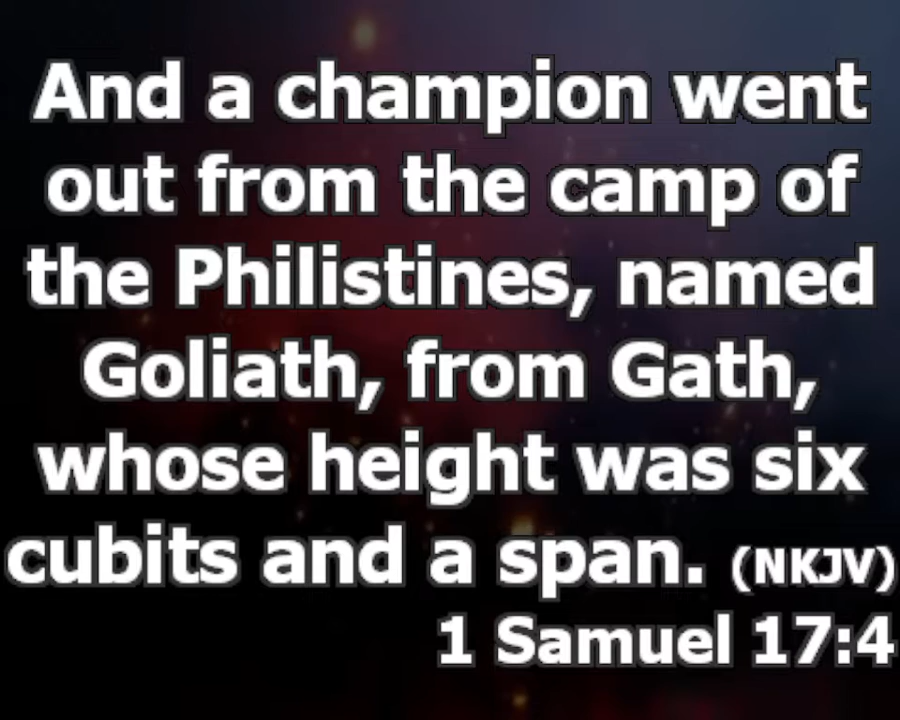 And a champion went
out from the camp of
the Philistines, named
Goliath, from Gath,
whose height was six
cubits and a span. (NKJV)
1 Samuel 17:4